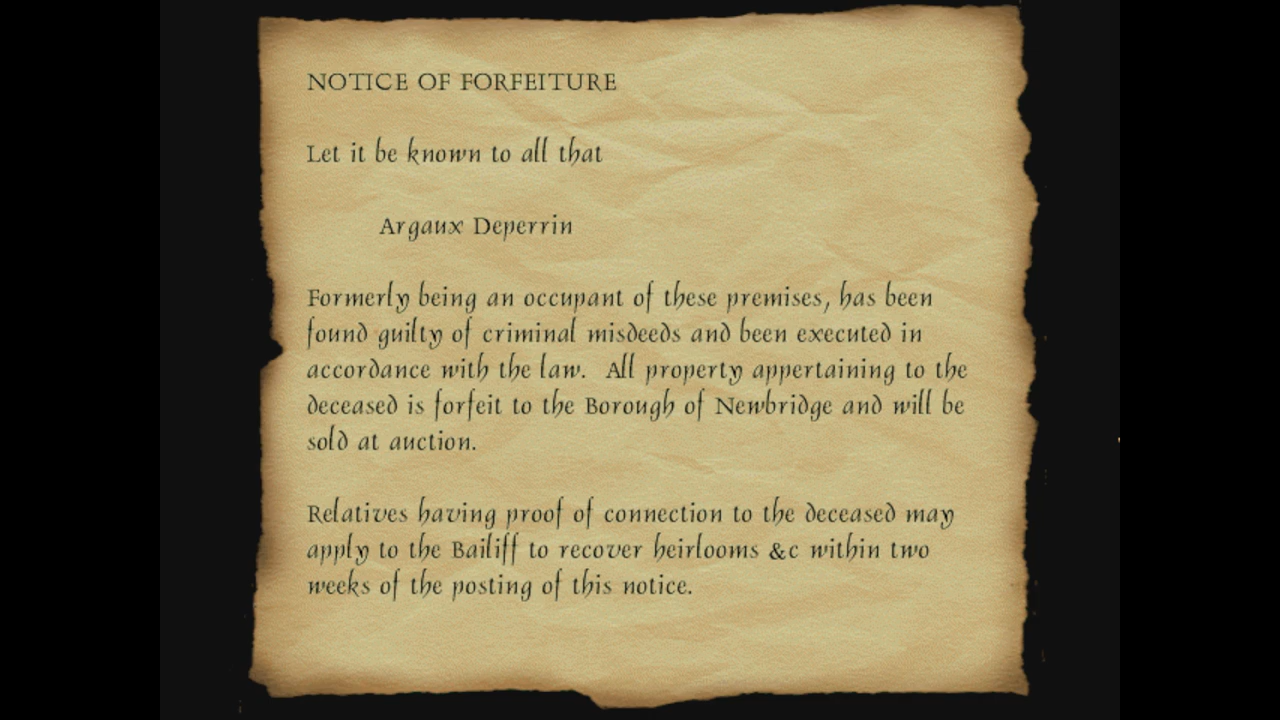 NOTICE OF FORFEITURE
Let it be known to all that
Argaux Deperrin
Formerly being an occupant of these premises, has been
found guilty of criminal misdeeds and been executed in
accordance with the law.  All property appertaining to the
deceased is forfeit to the Borough of Newbridge and will be
sold at auction.
Relatives having proof of connection to the deceased may
apply to the Bailiff to recover heirlooms &c within two
weeks of the posting of this notice.